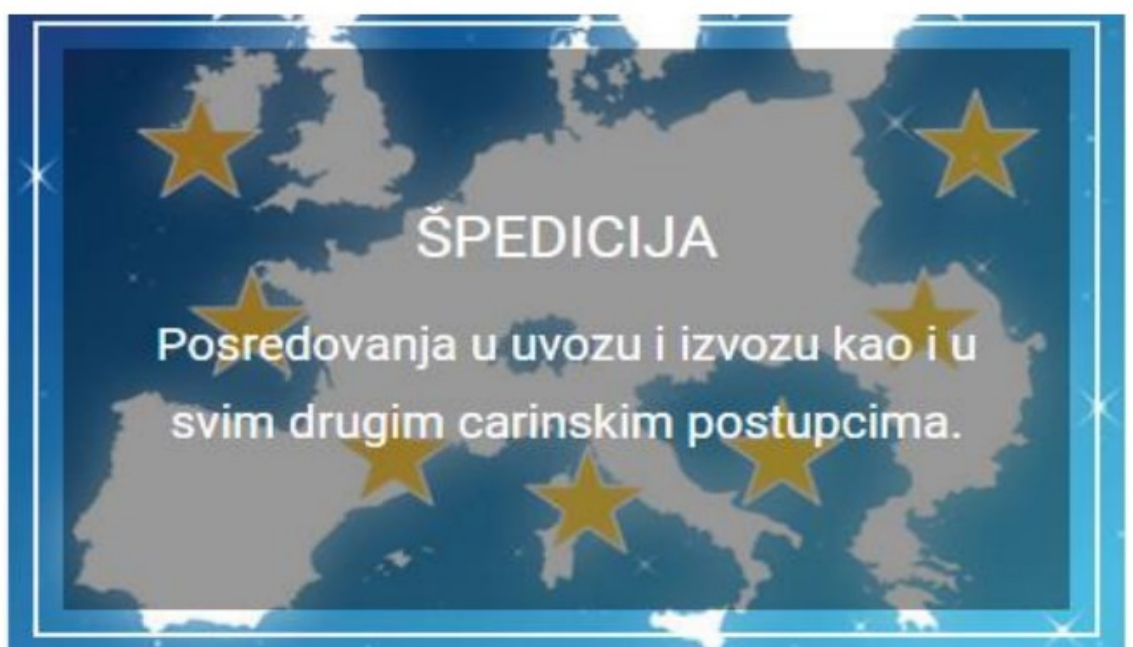 ŠPEDICIJA
Posredovanja u uvozu i izvozu kao i u
svim drugim carinskim postupcima.